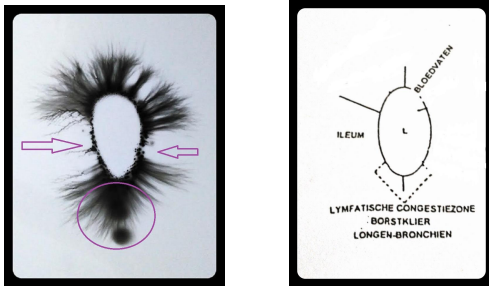 BLOEDVATEN
ILEUM
L
LYMFATISCHE CONGESTIEZONE
BORSTKLIER
LONGEN-BRONCHIEN